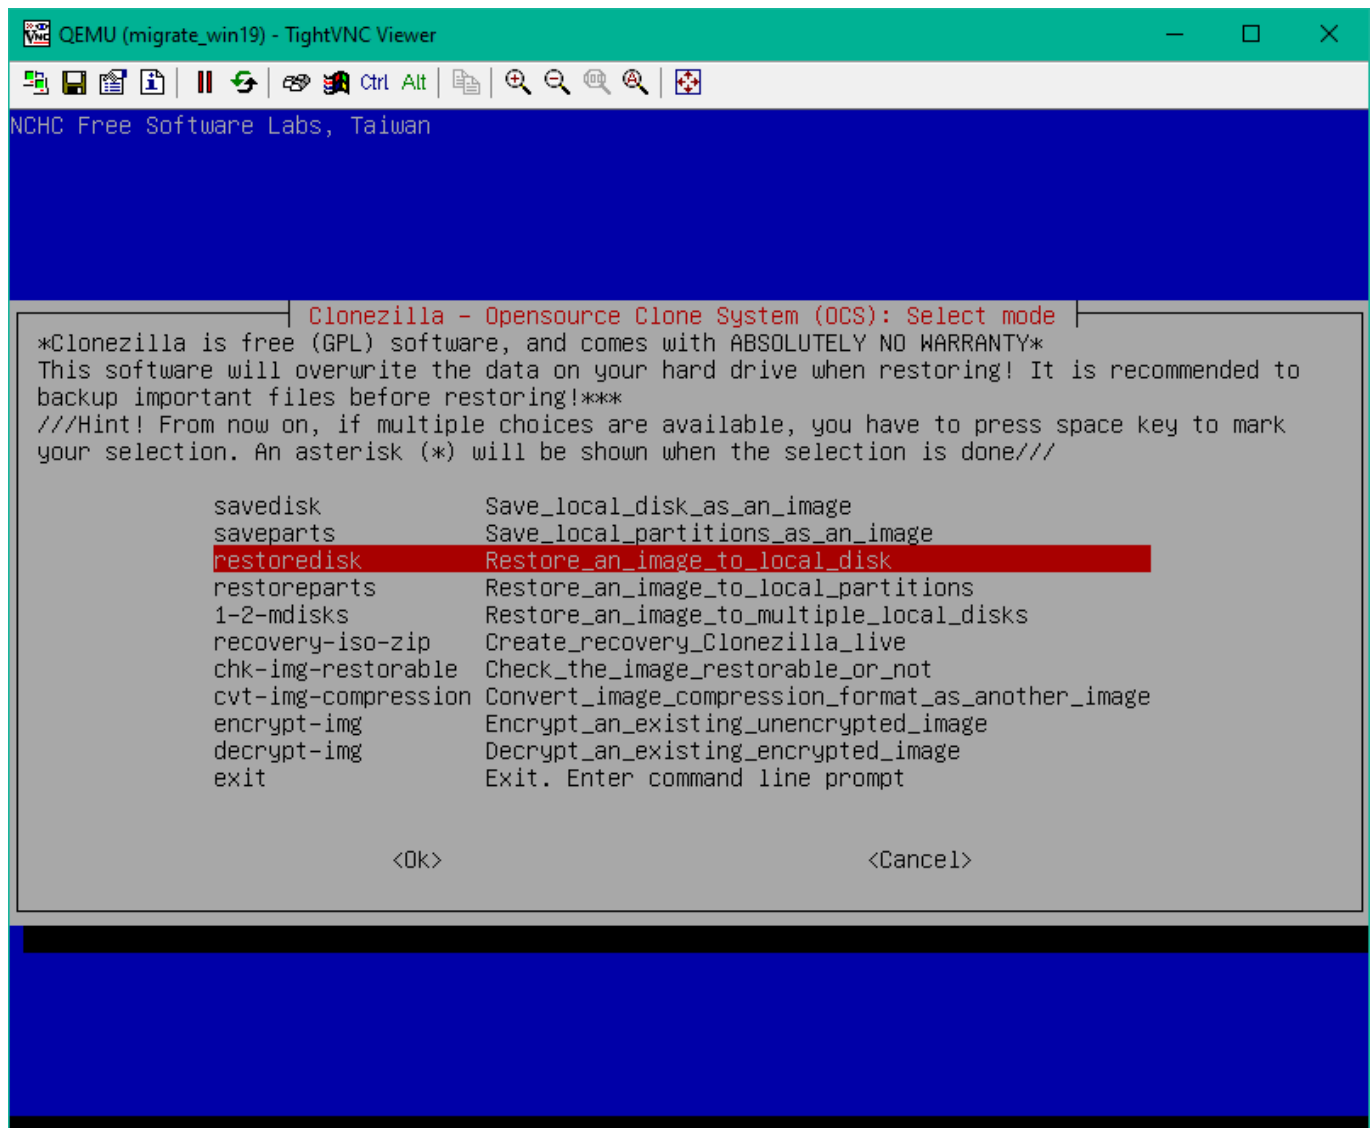 QEMU (migrate_win19) - TightVNC Viewer
Ctrl Alt
NCHC Free Software Labs, Taiwan
Clonezilla - Opensource Clone System (OCS): Select mode
*Clonezilla is free (GPL) software, and comes with ABSOLUTELY NO WARRANTY*
This software will overwrite the data on your hard drive when restoring! It is recommended to
backup important files before restoring!***
///Hint! From now on, if multiple choices are available, you have to press space key to mark
your selection. An asterisk (*) will be shown when the selection is done///
savedisk Save_local_disk_as_an_image
saveparts Save_local_partitions_as_an_image
restoredisk Restore_an_image_to_local_disk
restoreparts Restore_an_image_to_local_partitions
1-2-mdisks Restore_an_image_to_multiple_local_disks
recovery-iso-zip Create_recovery_Clonezilla_live
chk-img-restorable Check_the_image_restorable_or_not
cvt-img-compression Convert_image_compression_format_as_another_image
encrypt-img Encrypt_an_existing_unencrypted_image
decrypt-img Decrypt_an_existing_encrypted_image
exit Exit. Enter command line prompt
<Ok> <Cancel>